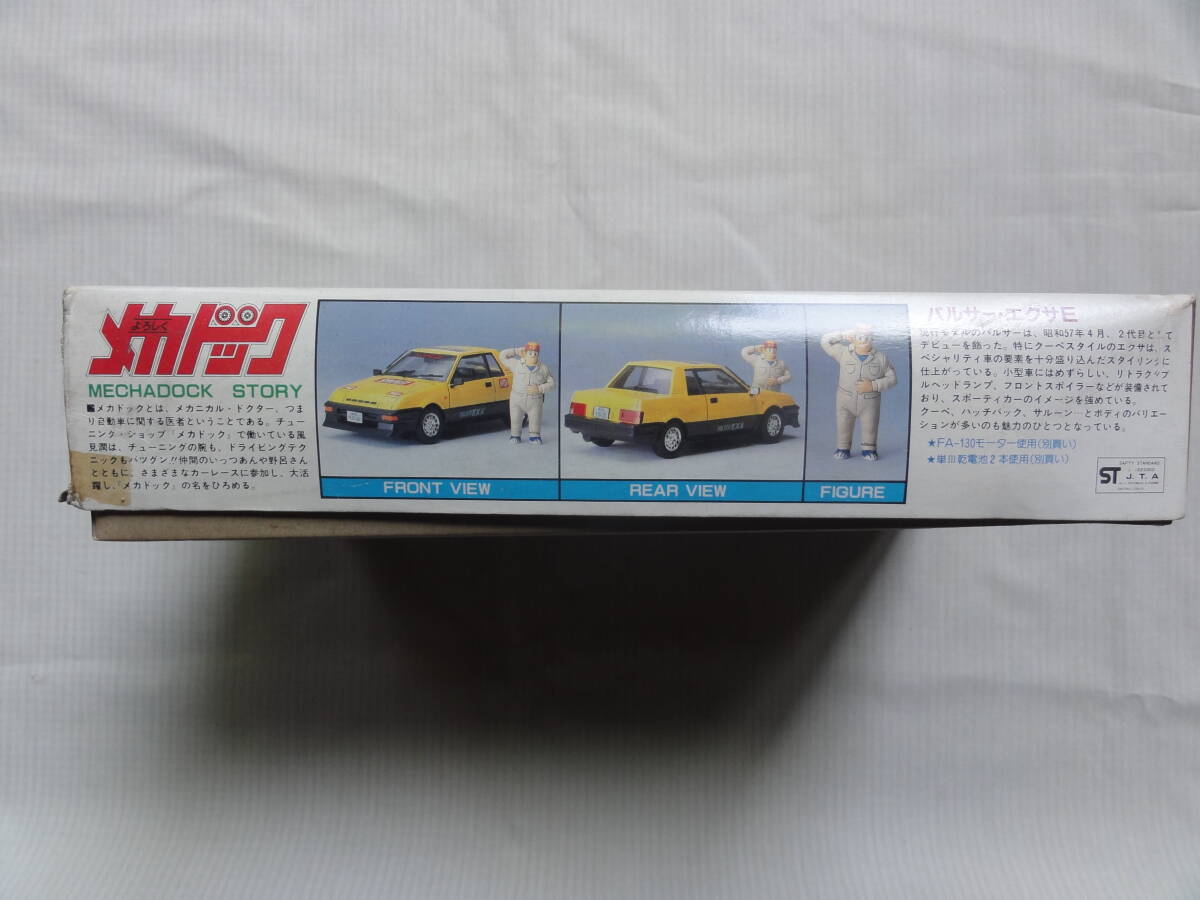 よろしく
メカドック
MECHADOCK STORY
■メカドックとは、メカニカル・ドクター、つま
り自動車に関する医者ということである。チュー
ニング・ショップ「メカドック」で働いている風
見潤は、チューニングの腕も、ドライビングテク
ニックもバツグン!!仲間のいっつあんや野呂さん
とともに、さまざまなカーレースに参加し、大活
躍し、「メカドック」の名をひろめる。
FRONT VIEW
REAR VIEW
FIGURE
パルサー・エクサE
現行モデルのパルサーは、昭和57年4月、2代目として
デビューを飾った。特にクーペスタイルのエクサは、ス
ペシャリティ車の要素を十分盛り込んだスタイリングに
仕上がっている。小型車にはめずらしい、リトラクタブ
ルヘッドランプ、フロントスポイラーなどが装備されて
おり、スポーティカーのイメージを強めている。
クーペ、ハッチバック、サルーン…とボディのバリエー
ションが多いのも魅力のひとつとなっている。
★FA-130モーター使用(別買い)
★単III乾電池2本使用(別買い)
SAFTY STANDARD
ST J.T.A